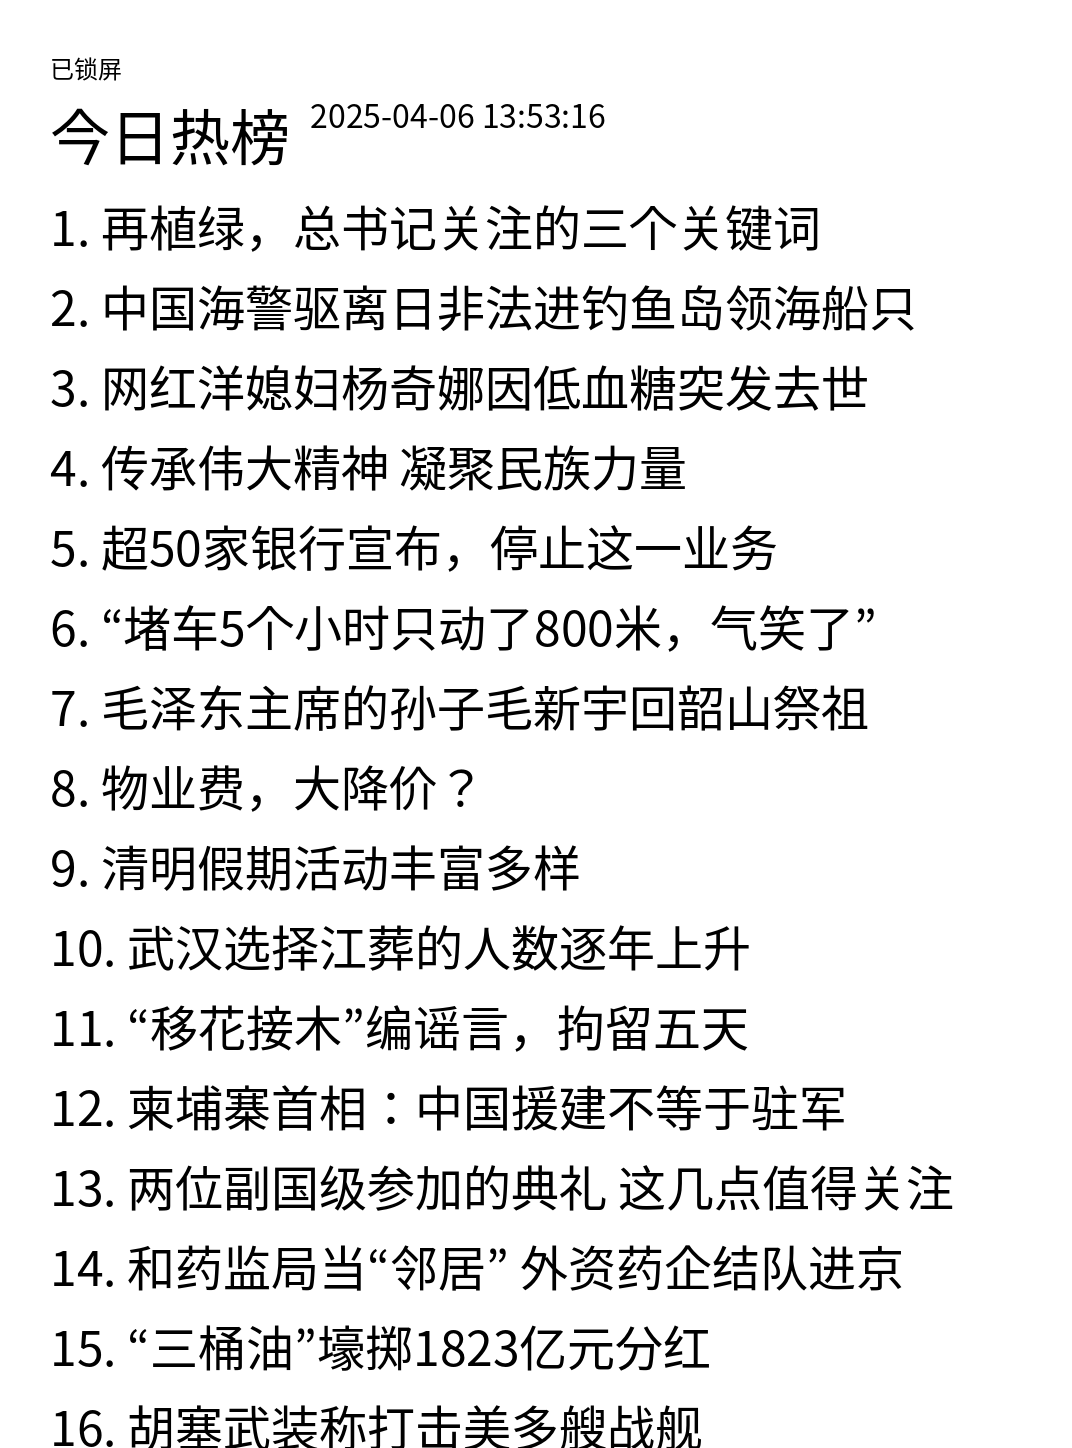 已锁屏
今日热榜 2025-04-06 13:53:16
1. 再植绿，总书记关注的三个关键词
2. 中国海警驱离日非法进钓鱼岛领海船只
3. 网红洋媳妇杨奇娜因低血糖突发去世
4. 传承伟大精神 凝聚民族力量
5. 超50家银行宣布，停止这一业务
6. “堵车5个小时只动了800米，气笑了”
7. 毛泽东主席的孙子毛新宇回韶山祭祖
8. 物业费，大降价？
9. 清明假期活动丰富多样
10. 武汉选择江葬的人数逐年上升
11. “移花接木”编谣言，拘留五天
12. 柬埔寨首相：中国援建不等于驻军
13. 两位副国级参加的典礼 这几点值得关注
14. 和药监局当“邻居” 外资药企结队进京
15. “三桶油”壕掷1823亿元分红
16. 胡塞武装称打击美多艘战舰